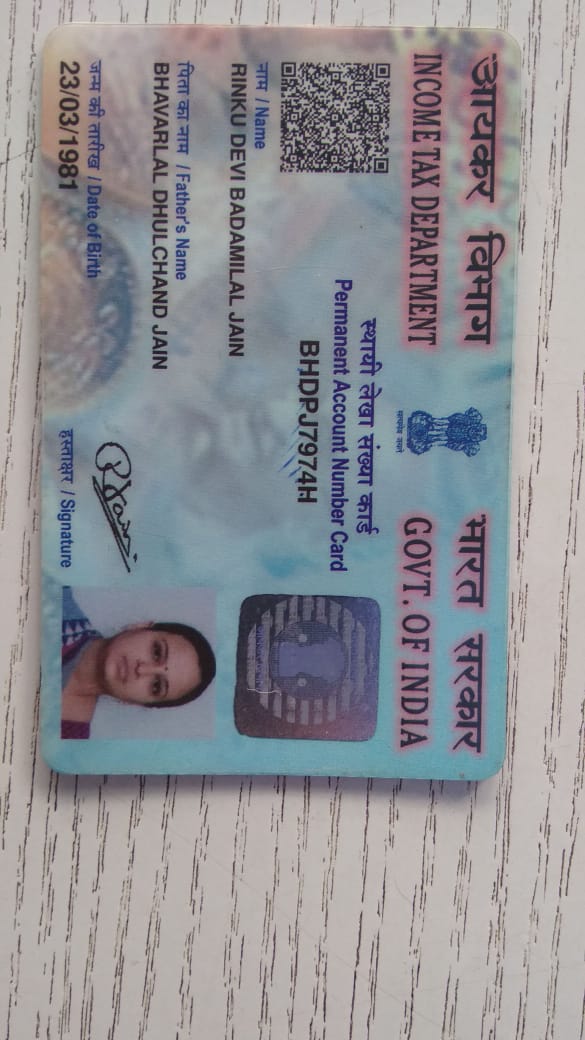 आयकर विभाग
INCOME TAX DEPARTMENT
सत्यमेव जयते
भारत सरकार
GOVT. OF INDIA
स्थायी लेखा संख्या कार्ड
Permanent Account Number Card
BHDPJ7974H
नाम / Name
RINKU DEVI BADAMILAL JAIN
पिता का नाम / Father's Name
BHAVARLAL DHULCHAND JAIN
जन्म की तारीख / Date of Birth
23/03/1981
हस्ताक्षर / Signature